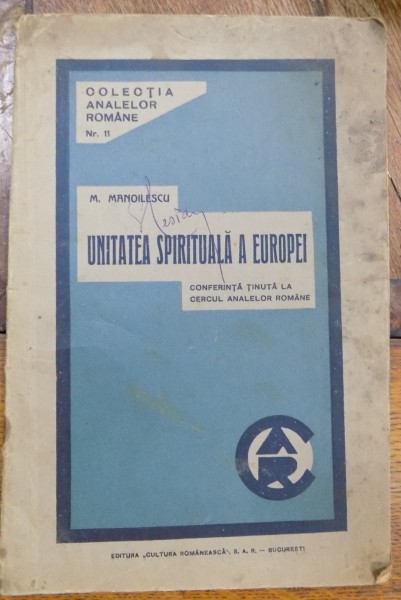 COLECȚIA
ANALELOR
ROMÂNE
Nr. 11
M. MANOILESCU
UNITATEA SPIRITUALĂ A EUROPEI
CONFERINȚĂ ȚINUTĂ LA
CERCUL ANALELOR ROMÂNE
CAR
EDITURA „CULTURA ROMÂNEASCĂ", S. A. R. — BUCUREȘTI